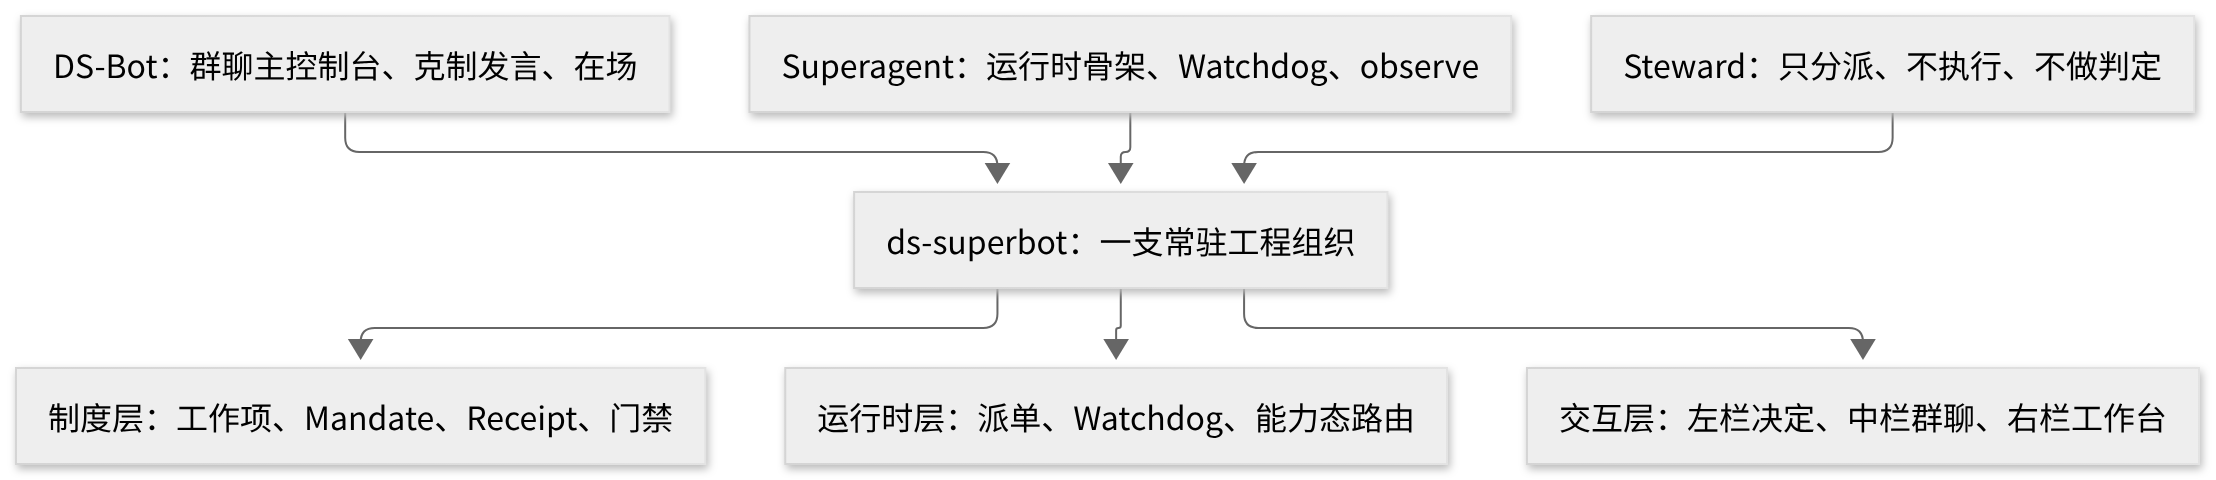 DS-Bot：群聊主控制台、克制发言、在场
Superagent：运行时骨架、Watchdog、observe
Steward：只分派、不执行、不做判定
ds-superbot：一支常驻工程组织
制度层：工作项、Mandate、Receipt、门禁
运行时层：派单、Watchdog、能力态路由
交互层：左栏决定、中栏群聊、右栏工作台